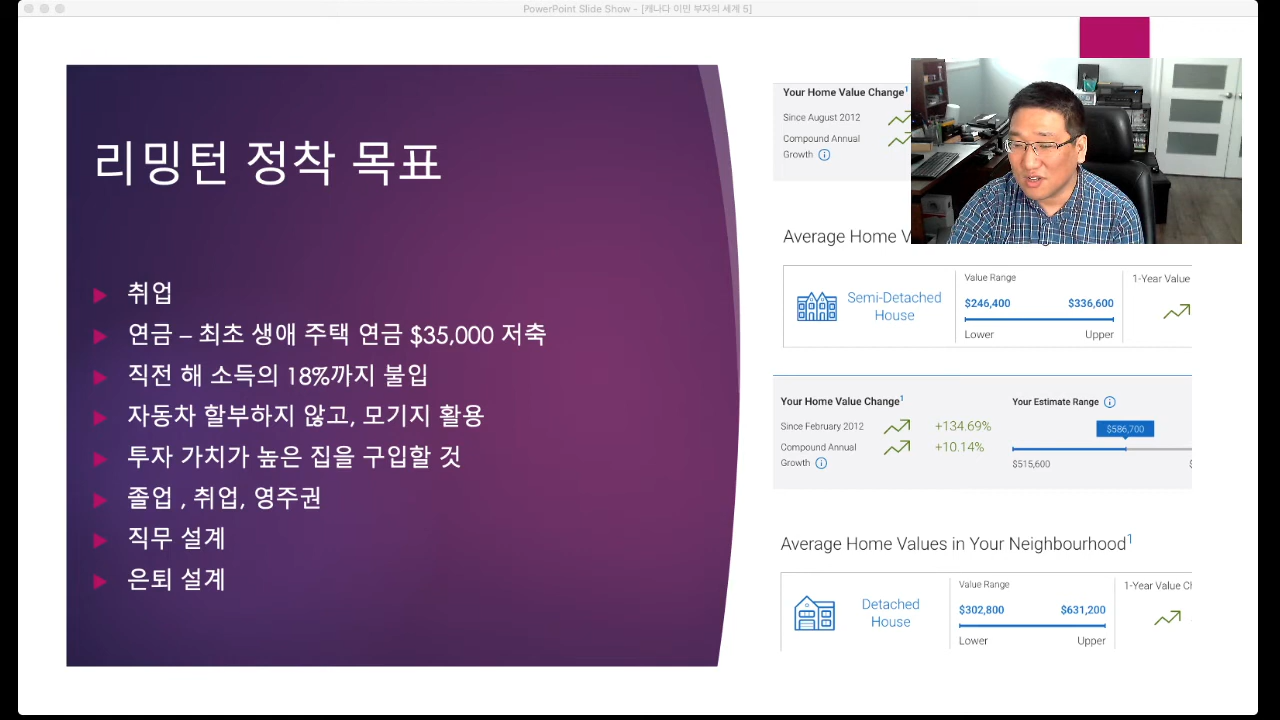 PowerPoint Slide Show - [캐나다 이민 부자의 세계 5]
리밍턴 정착 목표
취업
연금 – 최초 생애 주택 연금 $35,000 저축
직전 해 소득의 18%까지 불입
자동차 할부하지 않고, 모기지 활용
투자 가치가 높은 집을 구입할 것
졸업 , 취업, 영주권
직무 설계
은퇴 설계
Your Home Value Change1
Since August 2012
Compound Annual
Growth
Average Home V
Semi-Detached
House
Value Range
$246,400 $336,600
Lower Upper
1-Year Value
Your Home Value Change1
Since February 2012 +134.69%
Compound Annual +10.14%
Growth
Your Estimate Range
$586,700
$515,600
Average Home Values in Your Neighbourhood1
Detached
House
Value Range
$302,800 $631,200
Lower Upper
1-Year Value Ch